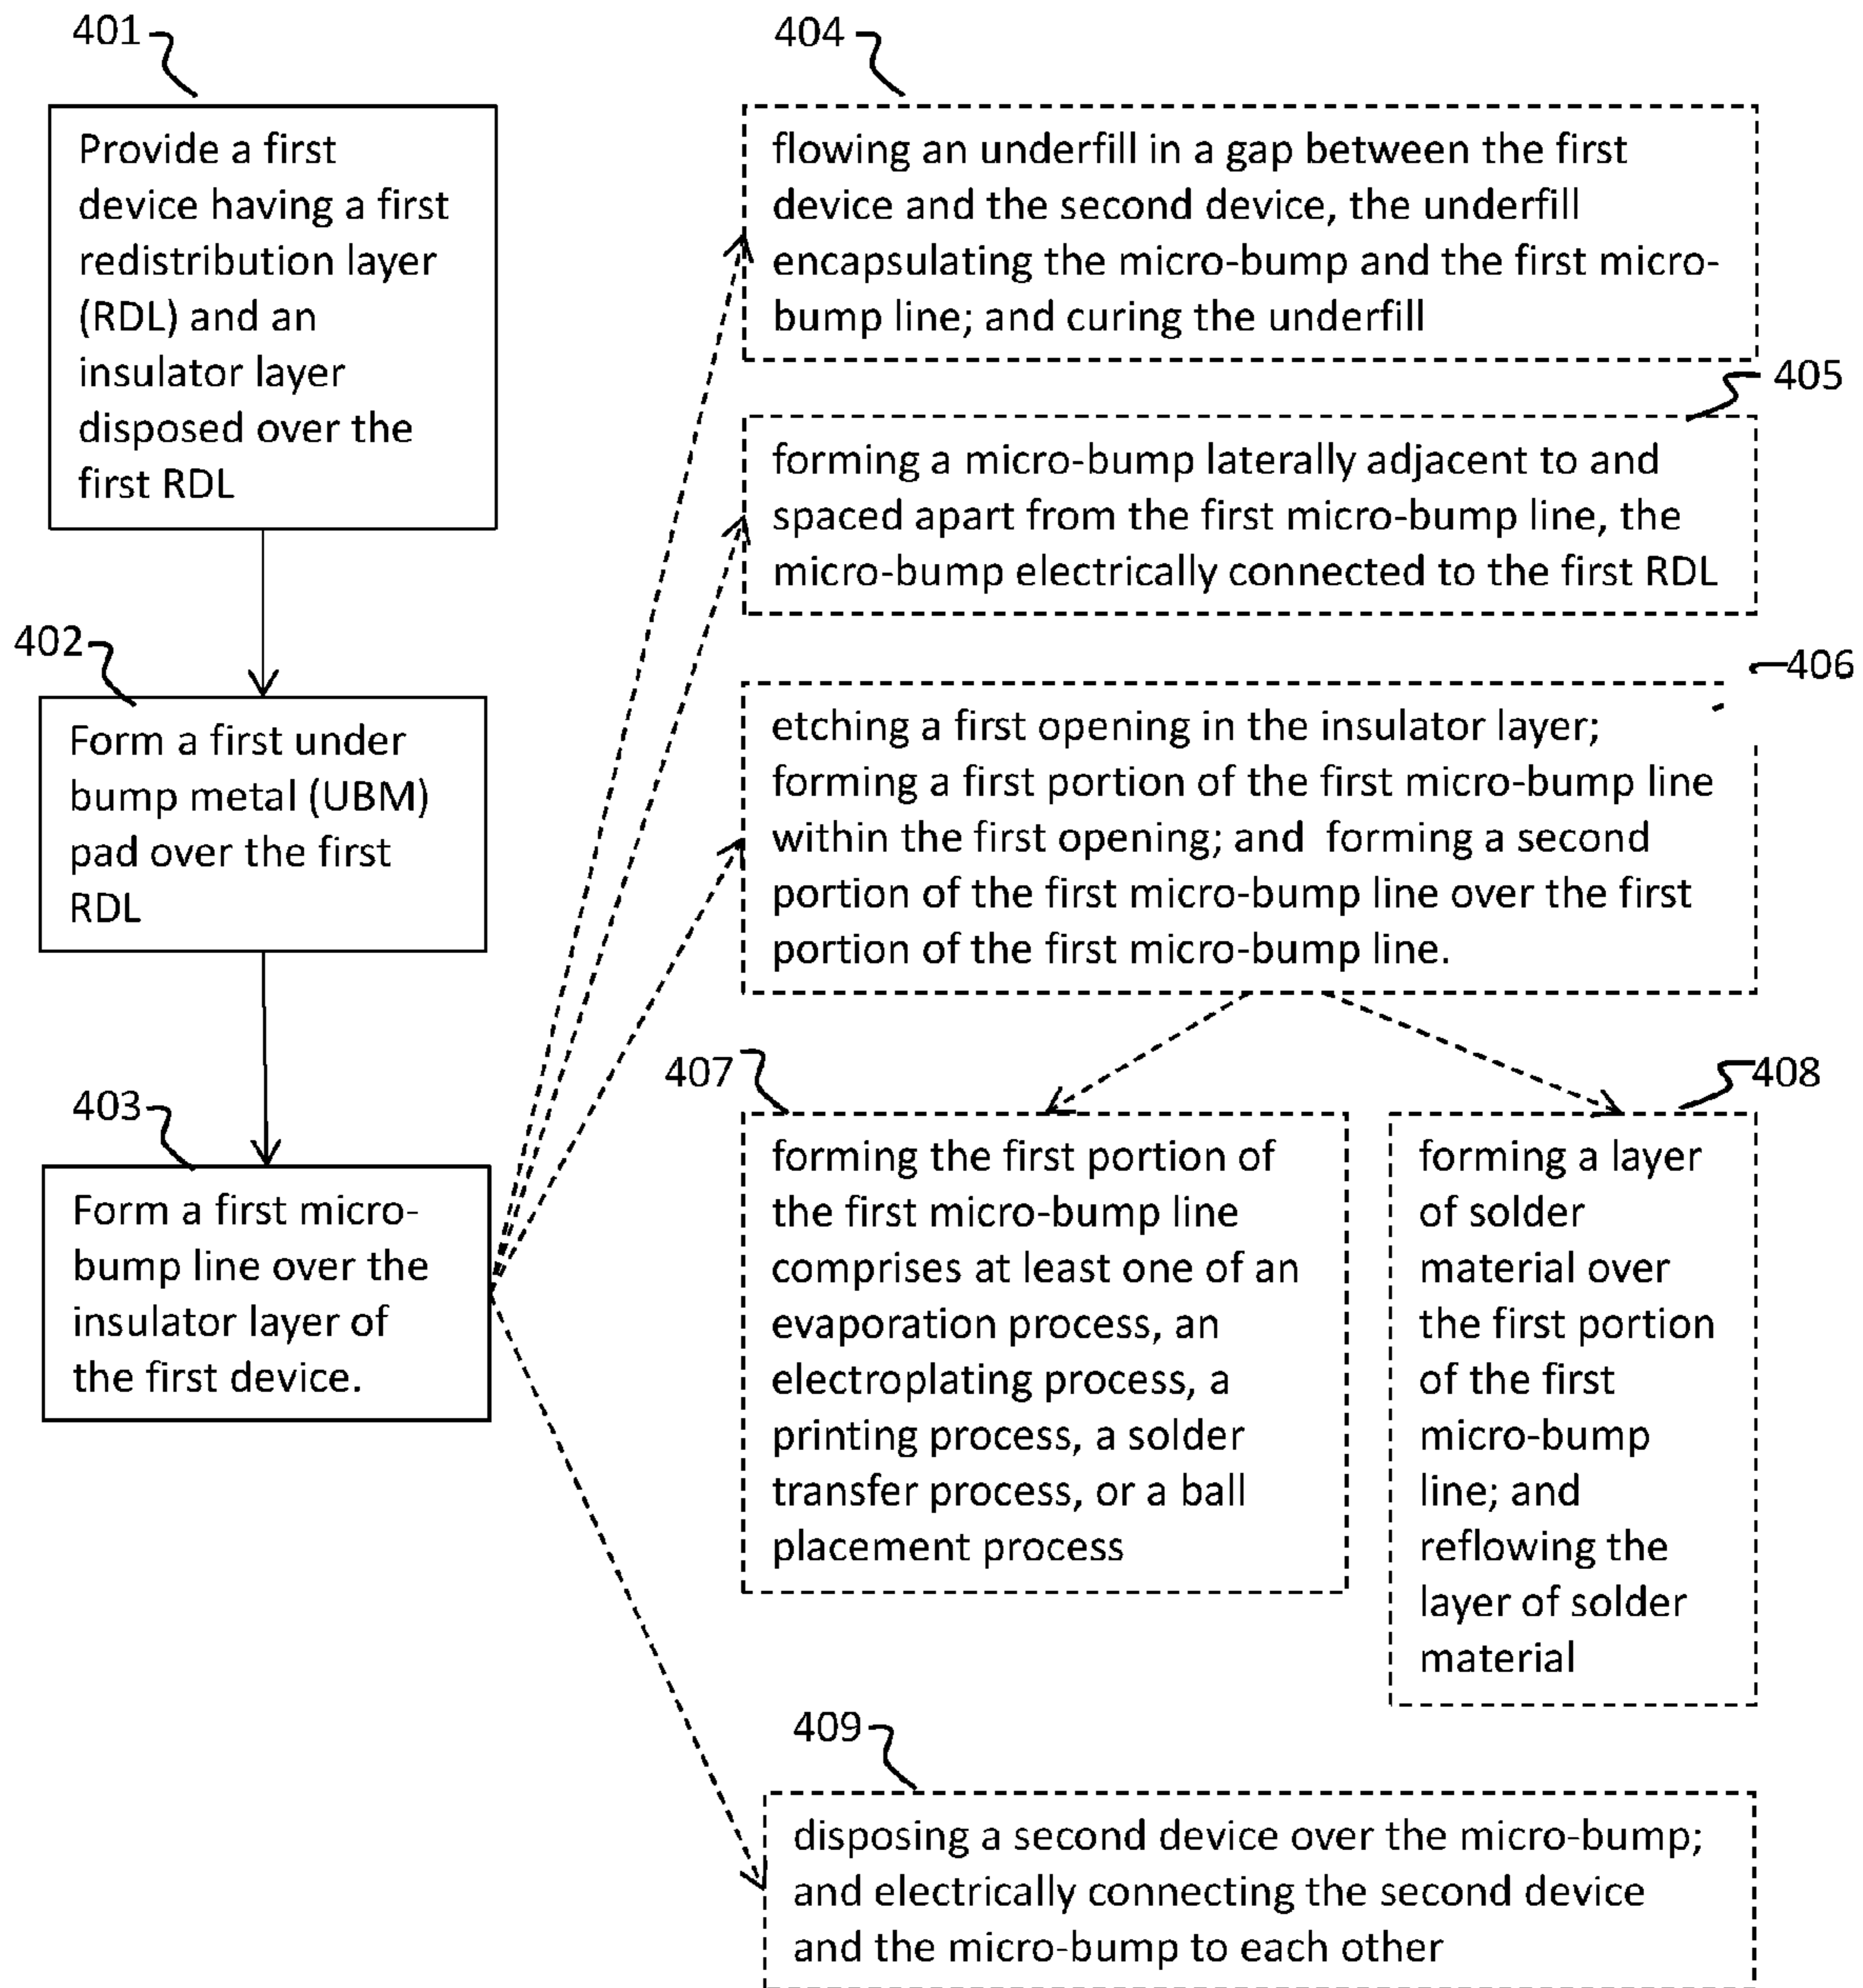 401
Provide a first
device having a first
redistribution layer
(RDL) and an
insulator layer
disposed over the
first RDL
402
Form a first under
bump metal (UBM)
pad over the first
RDL
403
Form a first micro-
bump line over the
insulator layer of
the first device.
404
flowing an underfill in a gap between the first
device and the second device, the underfill
encapsulating the micro-bump and the first micro-
bump line; and curing the underfill
405
forming a micro-bump laterally adjacent to and
spaced apart from the first micro-bump line, the
micro-bump electrically connected to the first RDL
406
etching a first opening in the insulator layer;
forming a first portion of the first micro-bump line
within the first opening; and forming a second
portion of the first micro-bump line over the first
portion of the first micro-bump line.
407
forming the first portion of
the first micro-bump line
comprises at least one of an
evaporation process, an
electroplating process, a
printing process, a solder
transfer process, or a ball
placement process
408
forming a layer
of solder
material over
the first portion
of the first
micro-bump
line; and
reflowing the
layer of solder
material
409
disposing a second device over the micro-bump;
and electrically connecting the second device
and the micro-bump to each other